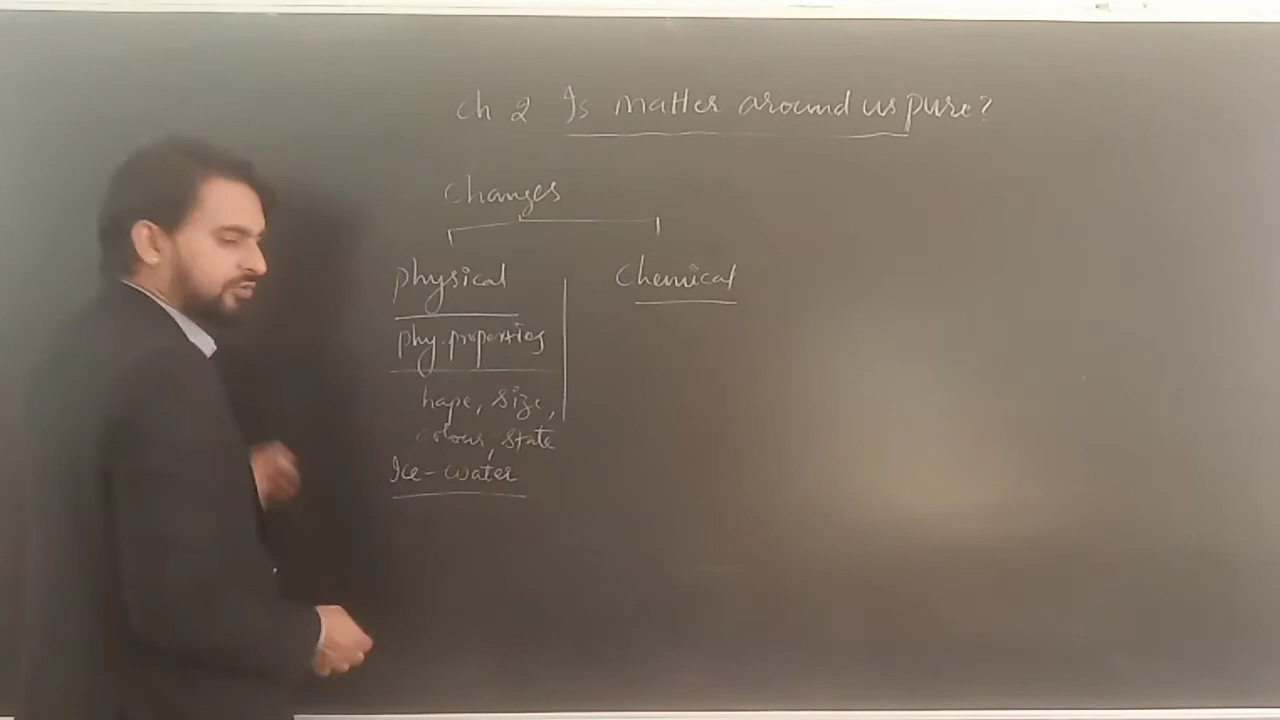 Ch 2 Is matter around us pure?
Changes
Physical
Chemical
phy. properties
hape, size,
colour, state
Ice-water